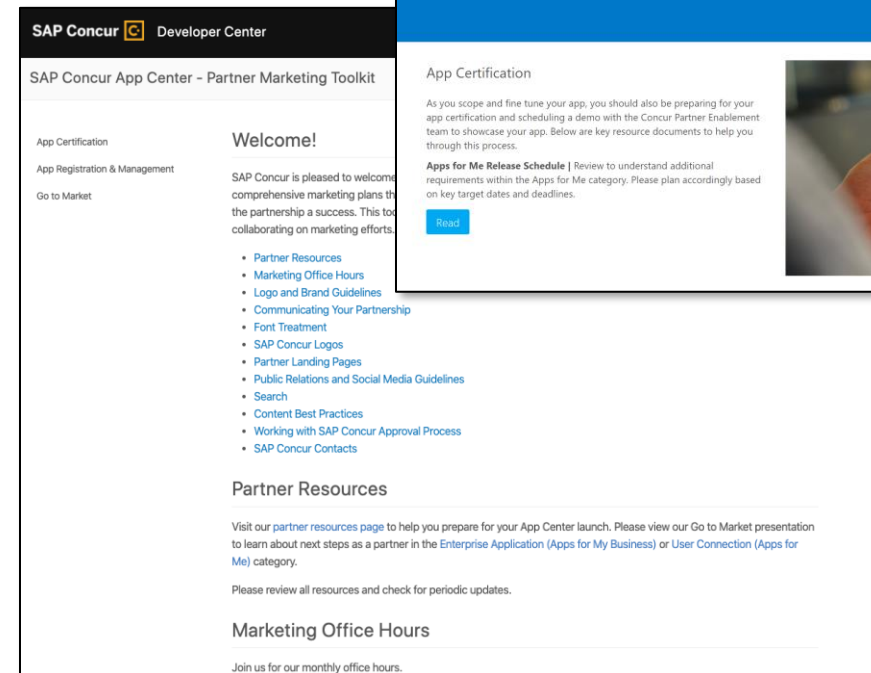 SAP Concur C Developer Center
SAP Concur App Center - Partner Marketing Toolkit
App Certification
App Registration & Management
Go to Market
Welcome!
SAP Concur is pleased to welcome
comprehensive marketing plans th
the partnership a success. This too
collaborating on marketing efforts.
• Partner Resources
• Marketing Office Hours
• Logo and Brand Guidelines
• Communicating Your Partnership
• Font Treatment
• SAP Concur Logos
• Partner Landing Pages
• Public Relations and Social Media Guidelines
• Search
• Content Best Practices
• Working with SAP Concur Approval Process
• SAP Concur Contacts
Partner Resources
Visit our partner resources page to help you prepare for your App Center launch. Please view our Go to Market presentation
to learn about next steps as a partner in the Enterprise Application (Apps for My Business) or User Connection (Apps for
Me) category.
Please review all resources and check for periodic updates.
Marketing Office Hours
Join us for our monthly office hours.
App Certification
As you scope and fine tune your app, you should also be preparing for your
app certification and scheduling a demo with the Concur Partner Enablement
team to showcase your app. Below are key resource documents to help you
through this process.
Apps for Me Release Schedule | Review to understand additional
requirements within the Apps for Me category. Please plan accordingly based
on key target dates and deadlines.
Read